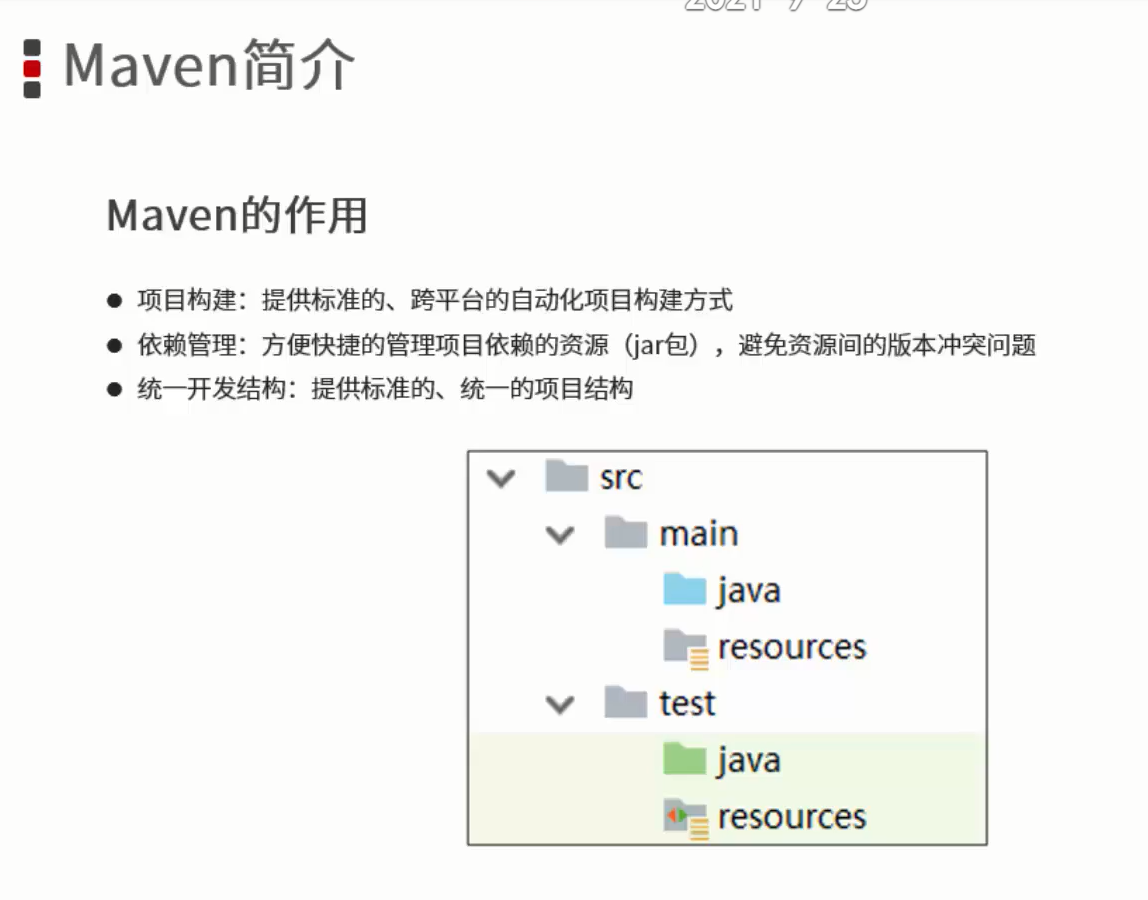 Maven简介
Maven的作用
项目构建：提供标准的、跨平台的自动化项目构建方式
依赖管理：方便快捷的管理项目依赖的资源（jar包），避免资源间的版本冲突问题
统一开发结构：提供标准的、统一的项目结构
src
main
java
resources
test
java
resources